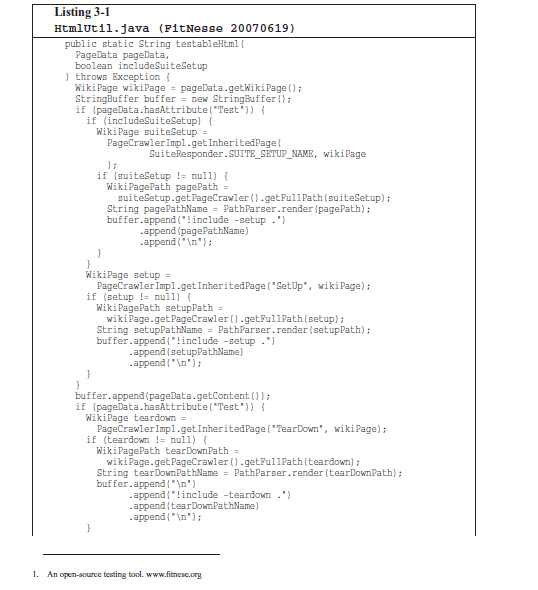 Listing 3-1
HtmlUtil.java (FitNesse 20070619)
public static String testableHtml(
PageData pageData,
boolean includeSuiteSetup
) throws Exception {
WikiPage wikiPage = pageData.getWikiPage();
StringBuffer buffer = new StringBuffer();
if (pageData.hasAttribute("Test")) {
if (includeSuiteSetup) {
WikiPage suiteSetup =
PageCrawlerImpl.getInheritedPage(
SuiteResponder.SUITE_SETUP_NAME, wikiPage
);
if (suiteSetup != null) {
WikiPagePath pagePath =
suiteSetup.getPageCrawler().getFullPath(suiteSetup);
String pagePathName = PathParser.render(pagePath);
buffer.append("!include -setup .")
.append(pagePathName)
.append("\n");
}
}
WikiPage setup =
PageCrawlerImpl.getInheritedPage("SetUp", wikiPage);
if (setup != null) {
WikiPagePath setupPath =
wikiPage.getPageCrawler().getFullPath(setup);
String setupPathName = PathParser.render(setupPath);
buffer.append("!include -setup .")
.append(setupPathName)
.append("\n");
}
}
buffer.append(pageData.getContent());
if (pageData.hasAttribute("Test")) {
WikiPage teardown =
PageCrawlerImpl.getInheritedPage("TearDown", wikiPage);
if (teardown != null) {
WikiPagePath tearDownPath =
wikiPage.getPageCrawler().getFullPath(teardown);
String tearDownPathName = PathParser.render(tearDownPath);
buffer.append("\n")
.append("!include -teardown .")
.append(tearDownPathName)
.append("\n");
}
1. An open-source testing tool. www.fitnese.org